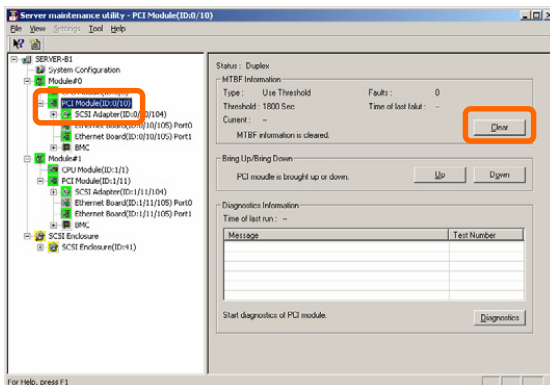 Server maintenance utility - PCI Module(ID:0/10)
File View Settings Tool Help
SERVER-B1
System Configuration
Module#0
PCI Module(ID:0/10)
SCSI Adapter(ID:0/10/104)
Ethernet Board(ID:0/10/105) Port0
Ethernet Board(ID:0/10/105) Port1
BMC
Module#1
CPU Module(ID:1/1)
PCI Module(ID:1/11)
SCSI Adapter(ID:1/11/104)
Ethernet Board(ID:1/11/105) Port0
Ethernet Board(ID:1/11/105) Port1
BMC
SCSI Enclosure
SCSI Enclosure(ID:41)
Status : Duplex
MTBF Information
Type : Use Threshold Faults : 0
Threshold : 1800 Sec Time of last falut : --
Current : --
MTBF information is cleared.
Clear
Bring Up/Bring Down
PCI moudle is brought up or down.
Up
Down
Diagnostics Information
Time of last run : --
Message Test Number
Start diagnostics of PCI module.
Diagnostics
For Help, press F1